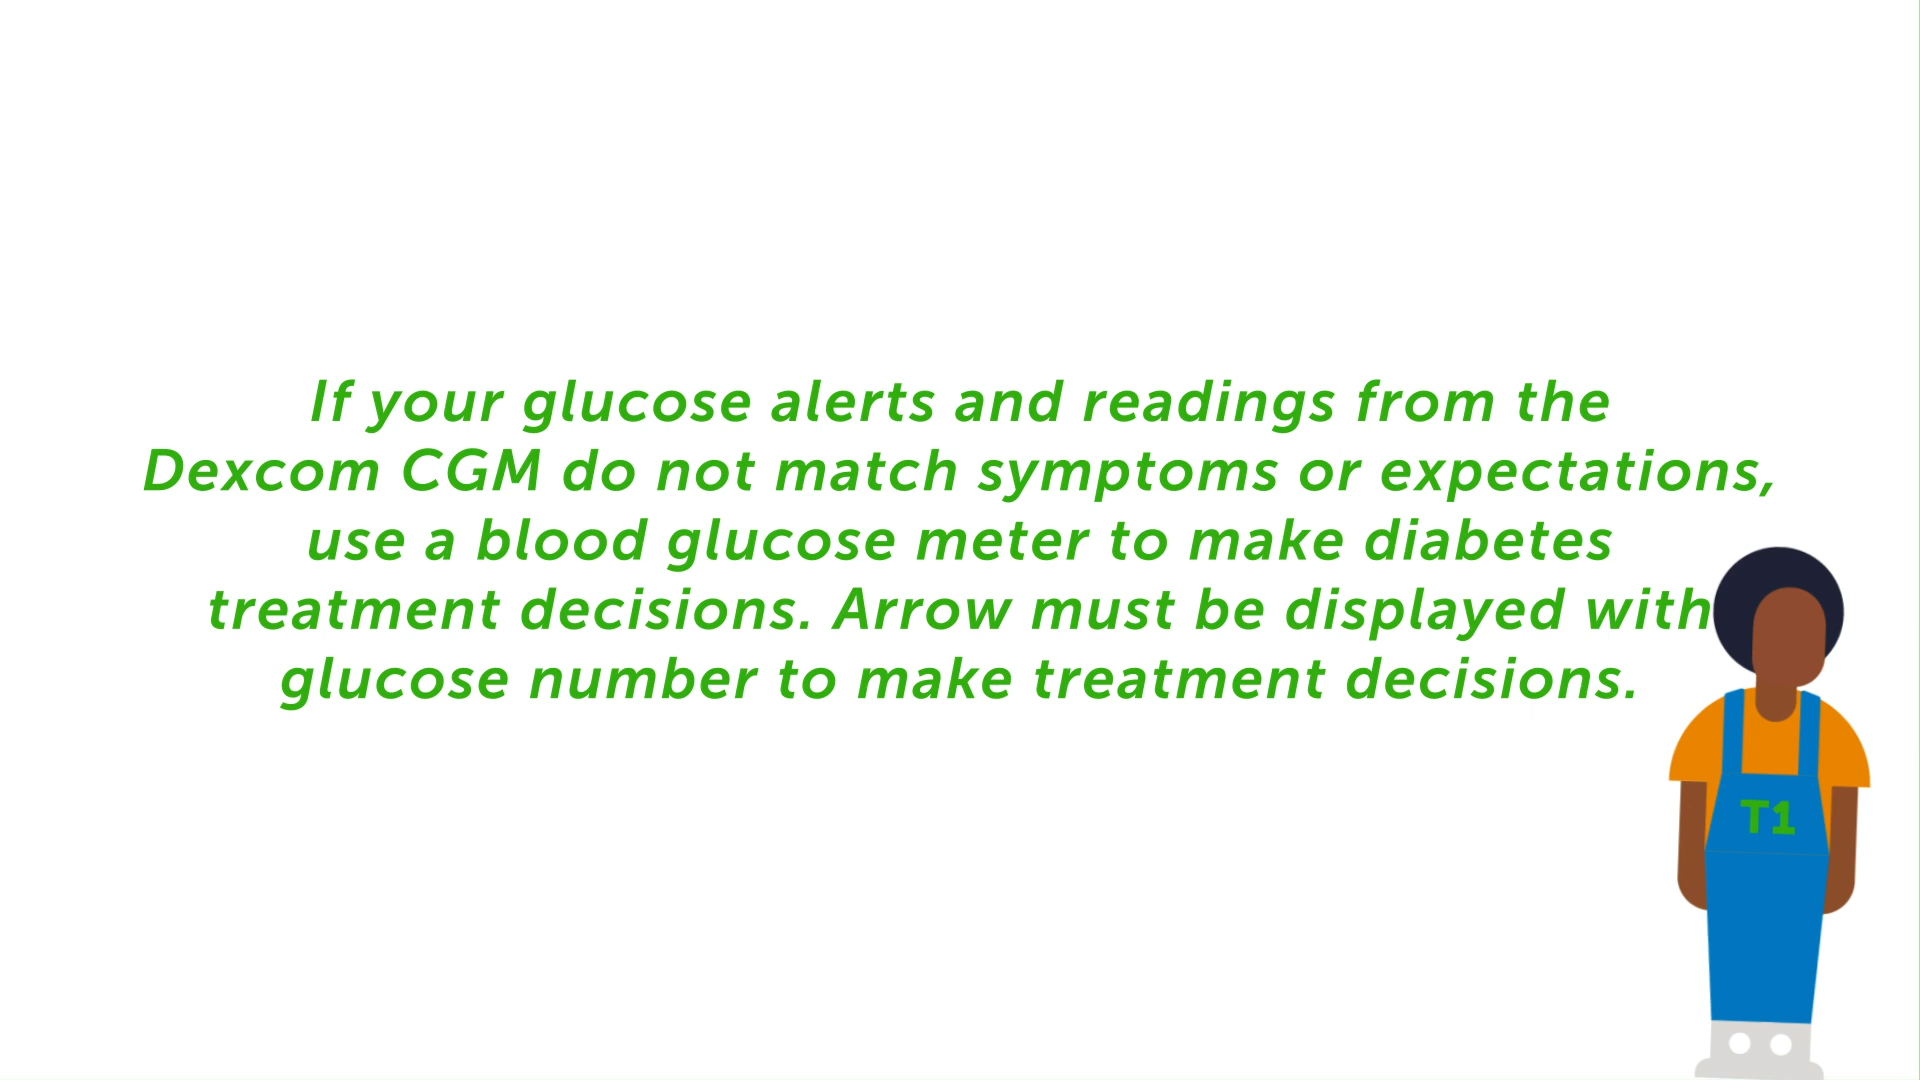 If your glucose alerts and readings from the
Dexcom CGM do not match symptoms or expectations,
use a blood glucose meter to make diabetes
treatment decisions. Arrow must be displayed with
glucose number to make treatment decisions.
T1